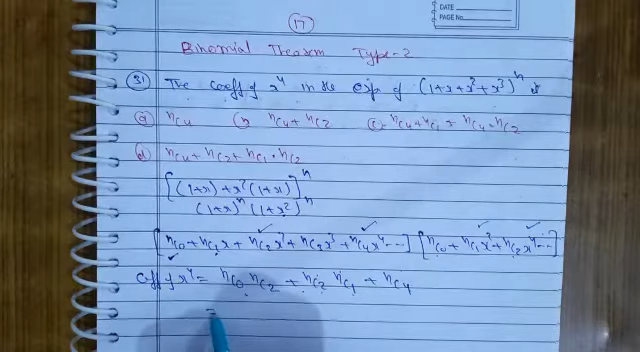 DATE
PAGE No.
17
Binomial Theorem Type-2
31 The coeff of x⁴ in the exp of (1+x+x²+x³)ⁿ is
a ⁿC₄ b ⁿC₄+ⁿC₂ c ⁿC₄+ⁿC₁+ⁿC₄·ⁿC₂
d ⁿC₄+ⁿC₂+ⁿC₁·ⁿC₂
[(1+x)+x²(1+x)]ⁿ
(1+x)ⁿ(1+x²)ⁿ
[ⁿC₀+ⁿC₁x+ⁿC₂x²+ⁿC₃x³+ⁿC₄x⁴---][ⁿC₀+ⁿC₁x²+ⁿC₂x⁴---]
Coff of x⁴= ⁿC₀ ⁿC₂ + ⁿC₂ ⁿC₁ + ⁿC₄
=